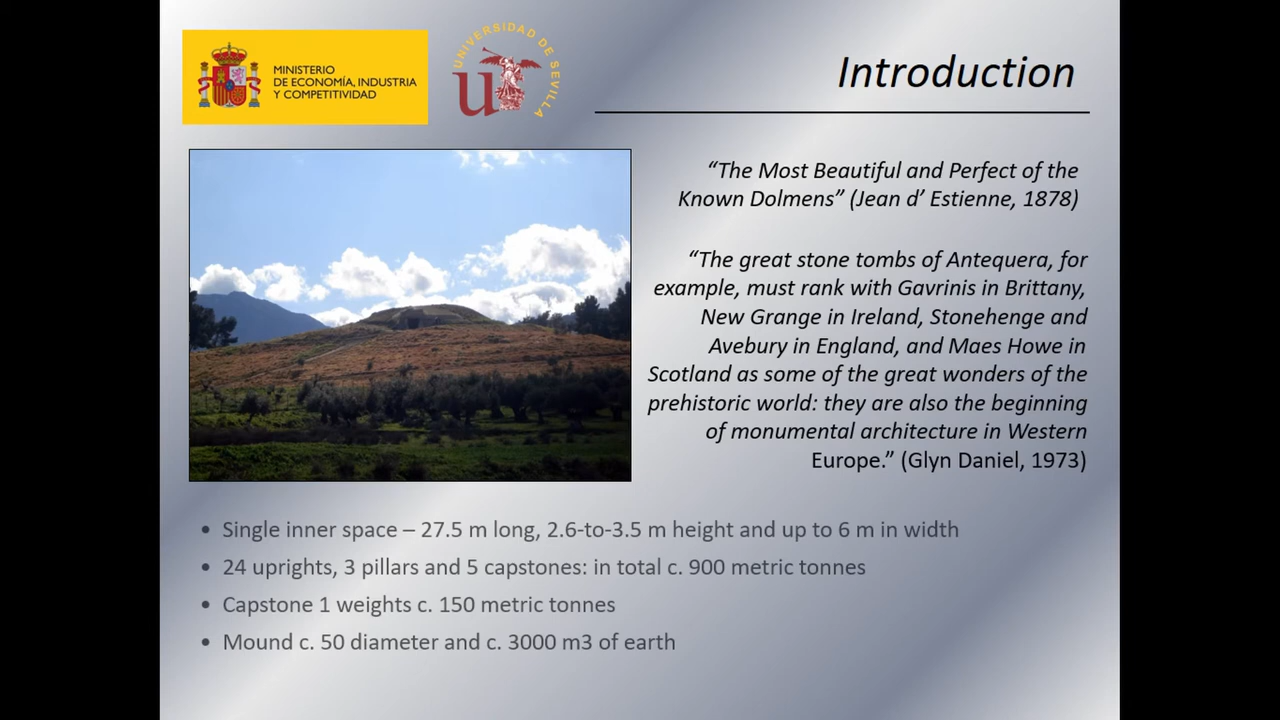 MINISTERIO
DE ECONOMÍA, INDUSTRIA
Y COMPETITIVIDAD
UNIVERSIDAD DE SEVILLA
u
Introduction
“The Most Beautiful and Perfect of the
Known Dolmens” (Jean d’ Estienne, 1878)
“The great stone tombs of Antequera, for
example, must rank with Gavrinis in Brittany,
New Grange in Ireland, Stonehenge and
Avebury in England, and Maes Howe in
Scotland as some of the great wonders of the
prehistoric world: they are also the beginning
of monumental architecture in Western
Europe.” (Glyn Daniel, 1973)
• Single inner space – 27.5 m long, 2.6-to-3.5 m height and up to 6 m in width
• 24 uprights, 3 pillars and 5 capstones: in total c. 900 metric tonnes
• Capstone 1 weights c. 150 metric tonnes
• Mound c. 50 diameter and c. 3000 m3 of earth